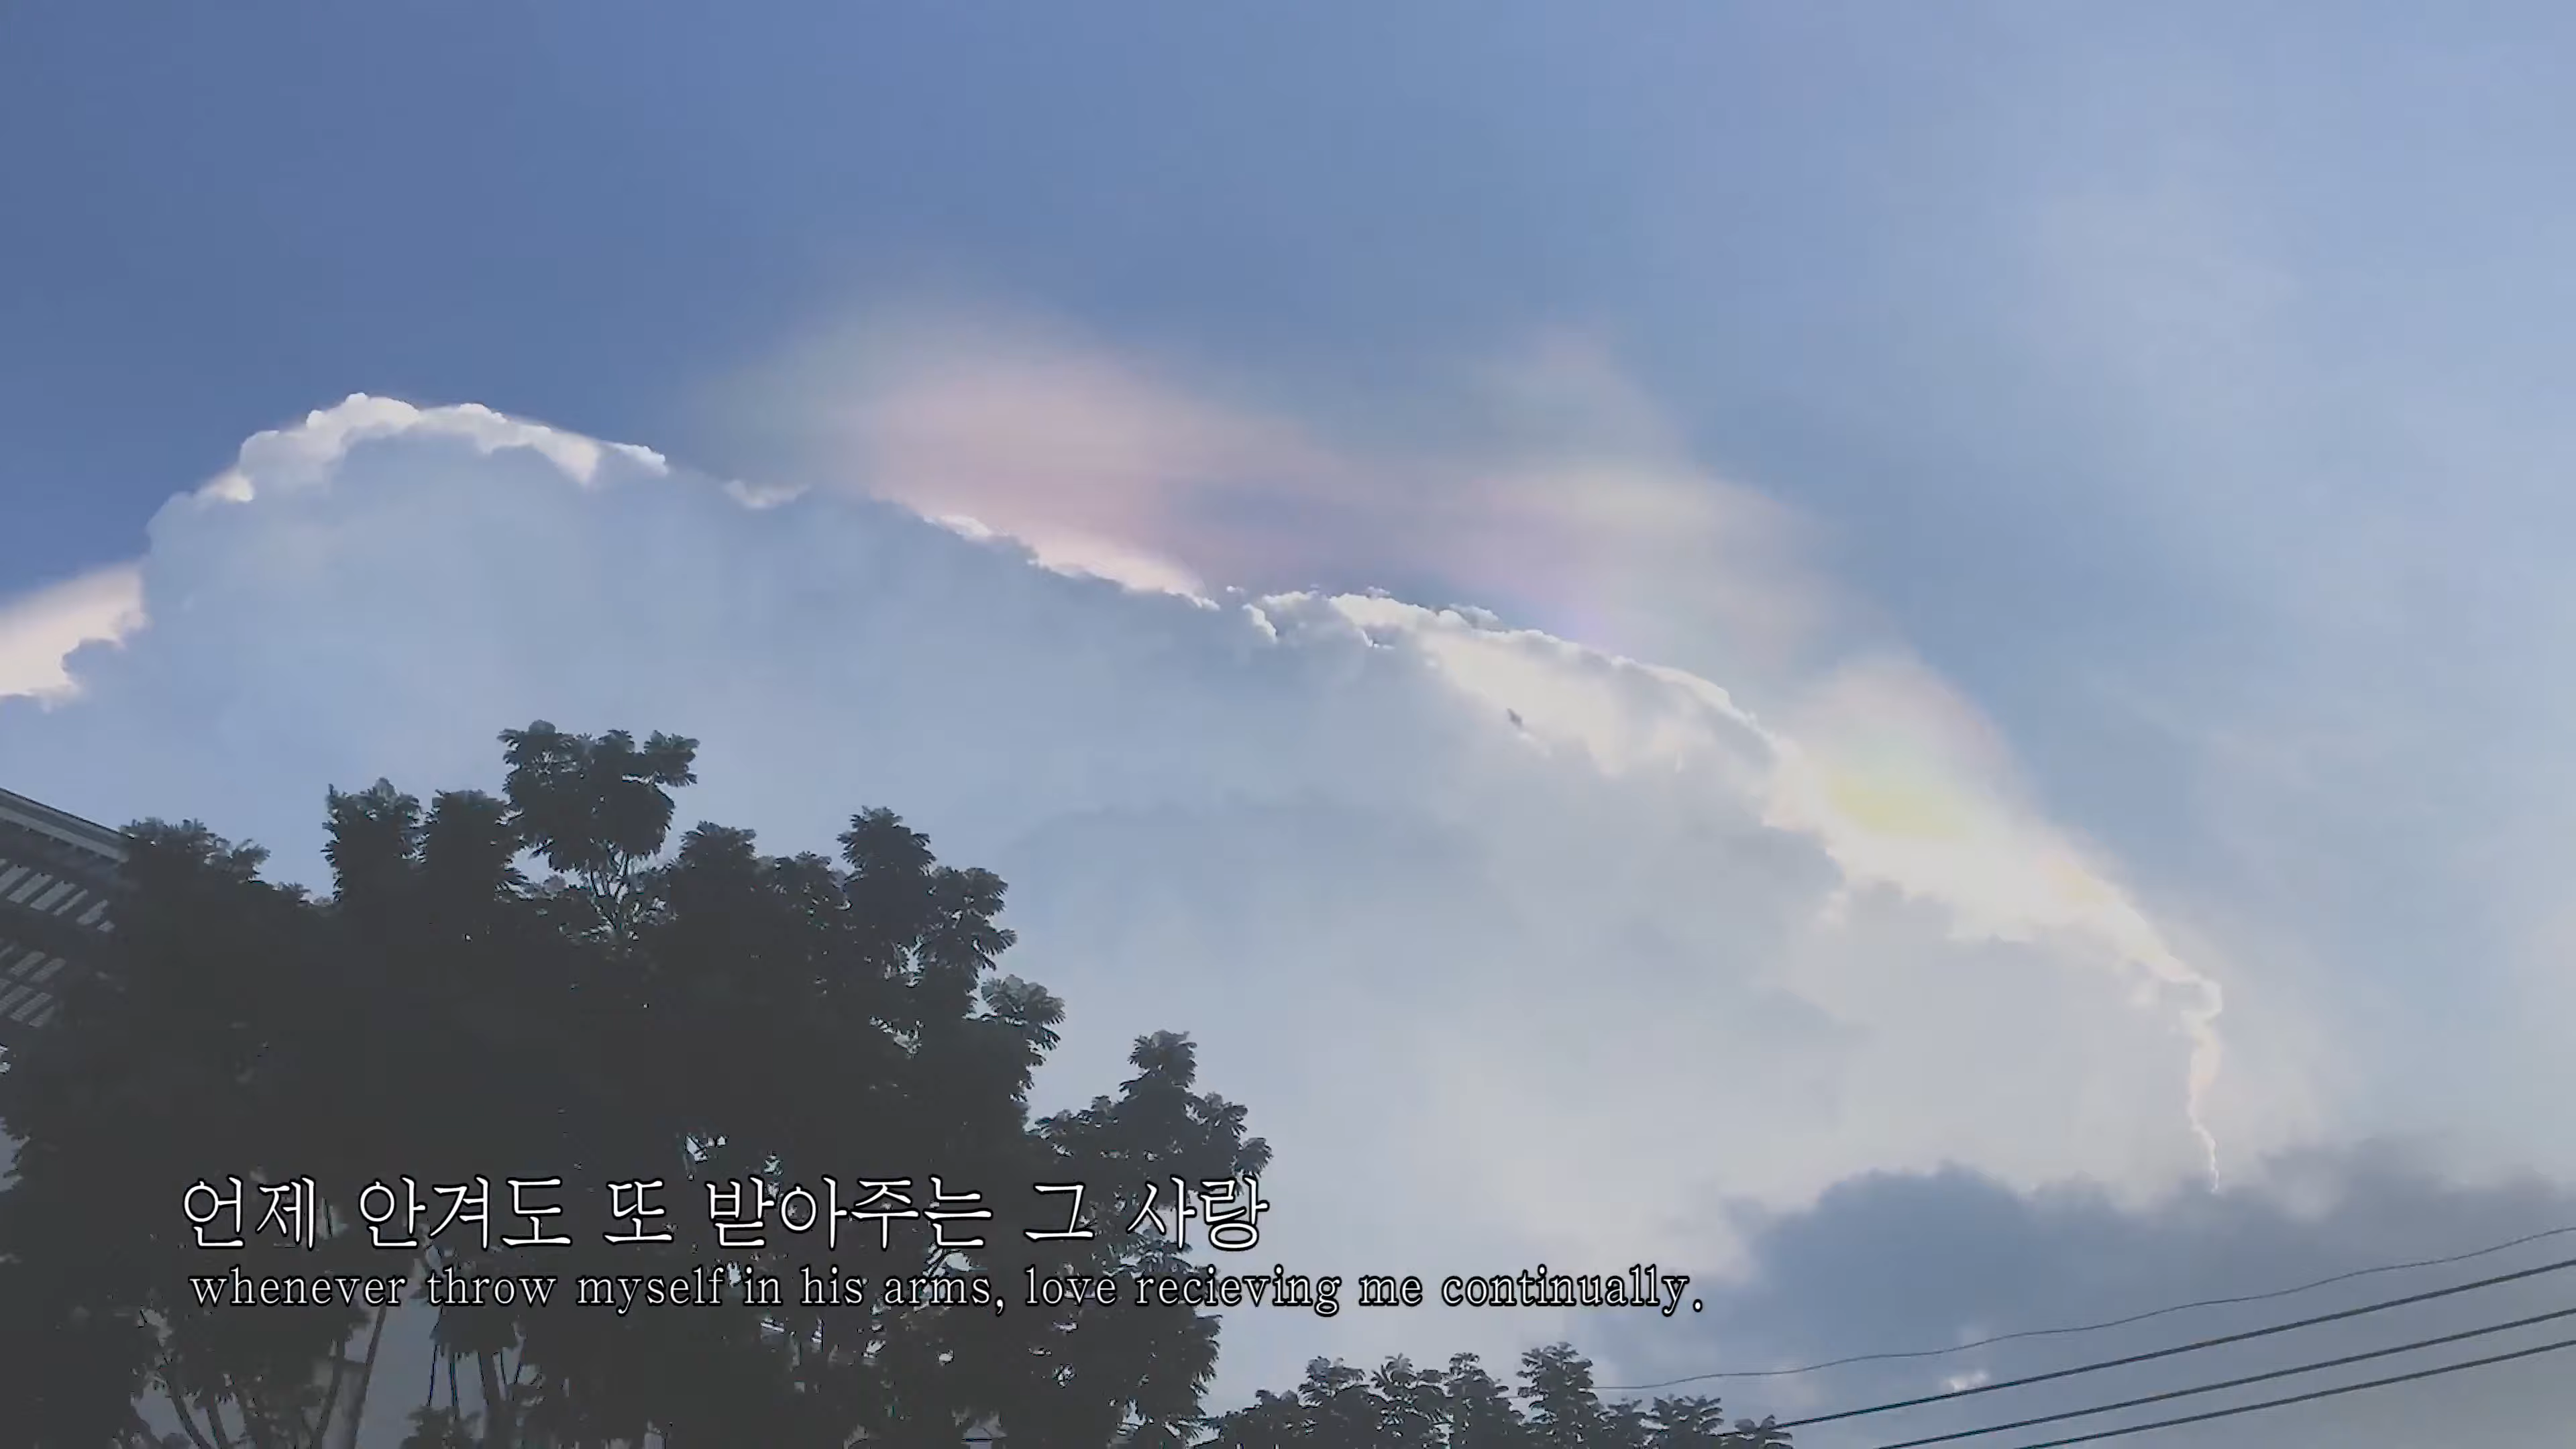 언제 안겨도 또 받아주는 그 사랑
whenever throw myself in his arms, love recieving me continually.